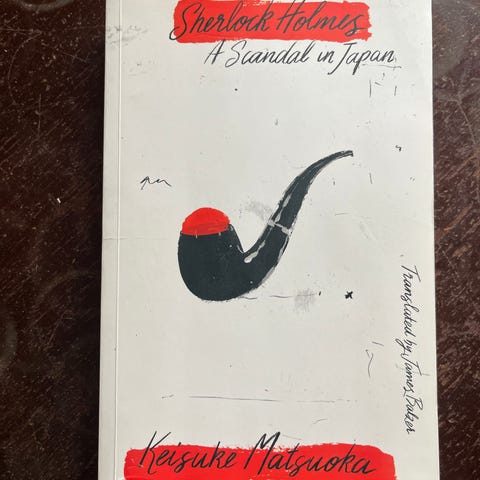 Sherlock Holmes
A Scandal in Japan
Translated by James Balzer
Keisuke Matsuoka